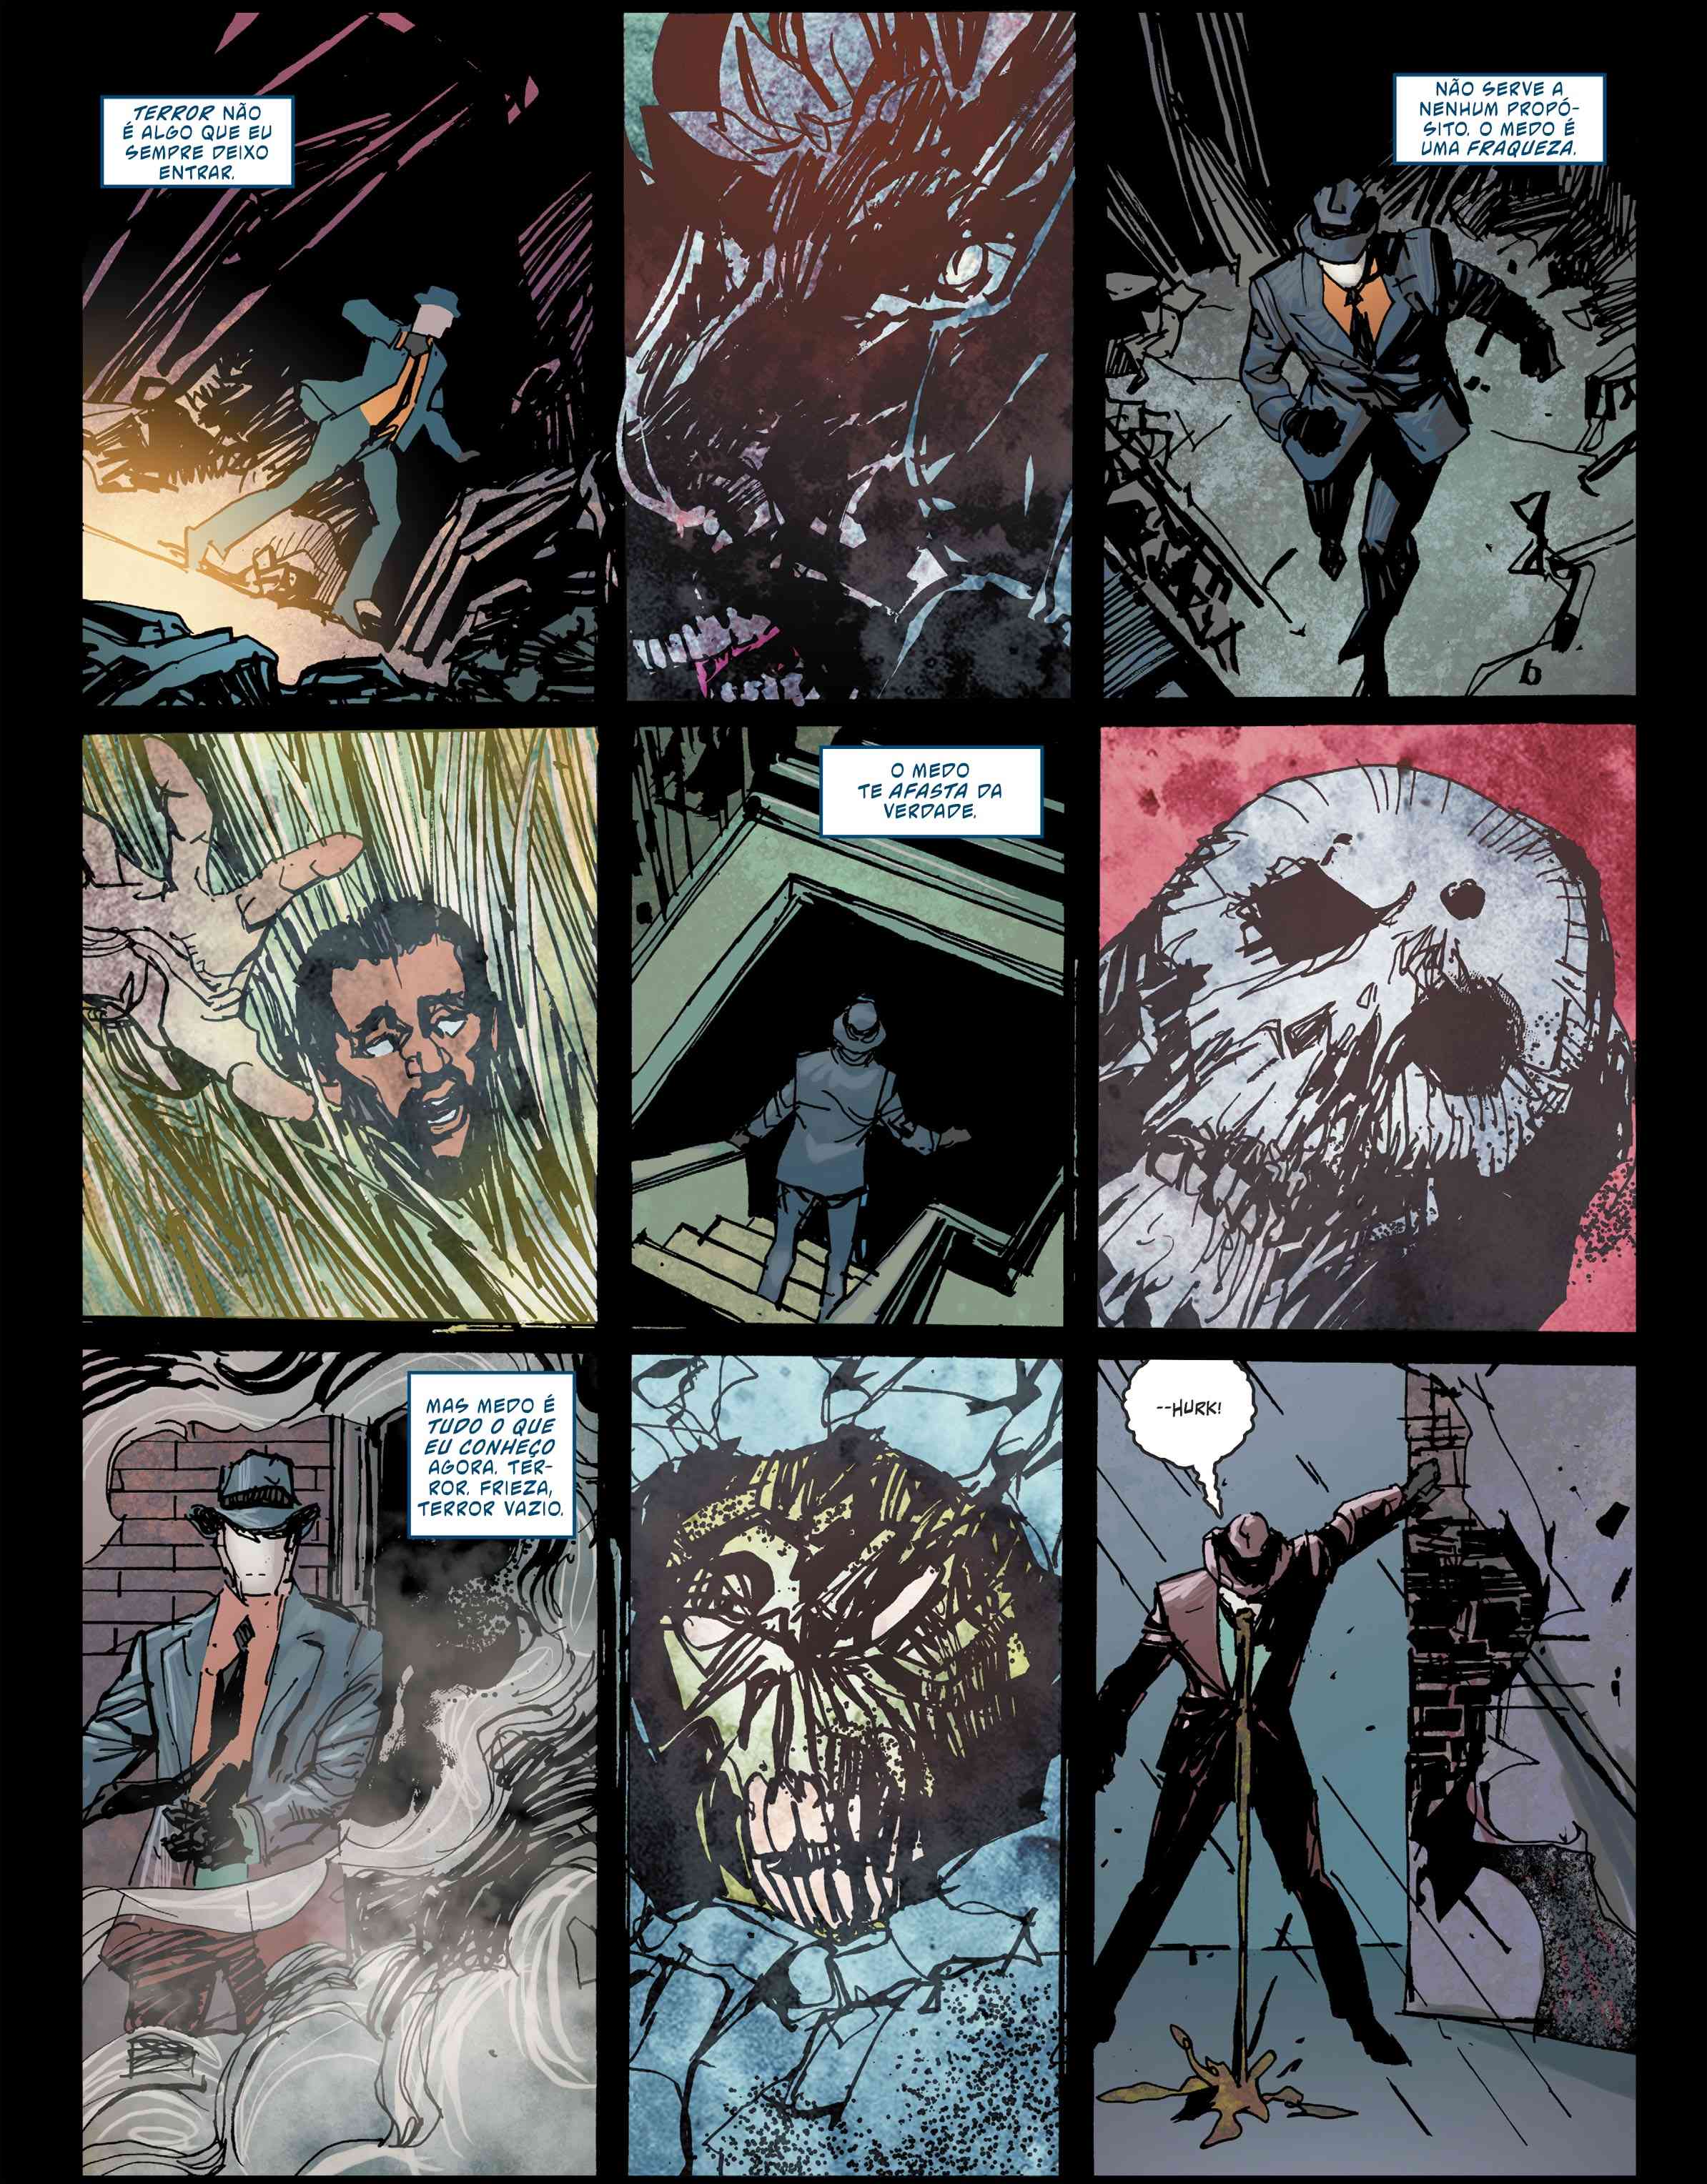 TERROR NÃO
É ALGO QUE EU
SEMPRE DEIXO
ENTRAR.
NÃO SERVE A
NENHUM PROPÓ-
SITO. O MEDO É
UMA FRAQUEZA.
O MEDO
TE AFASTA DA
VERDADE.
MAS MEDO É
TUDO O QUE
EU CONHEÇO
AGORA. TER-
ROR. FRIEZA,
TERROR VAZIO.
--HURK!